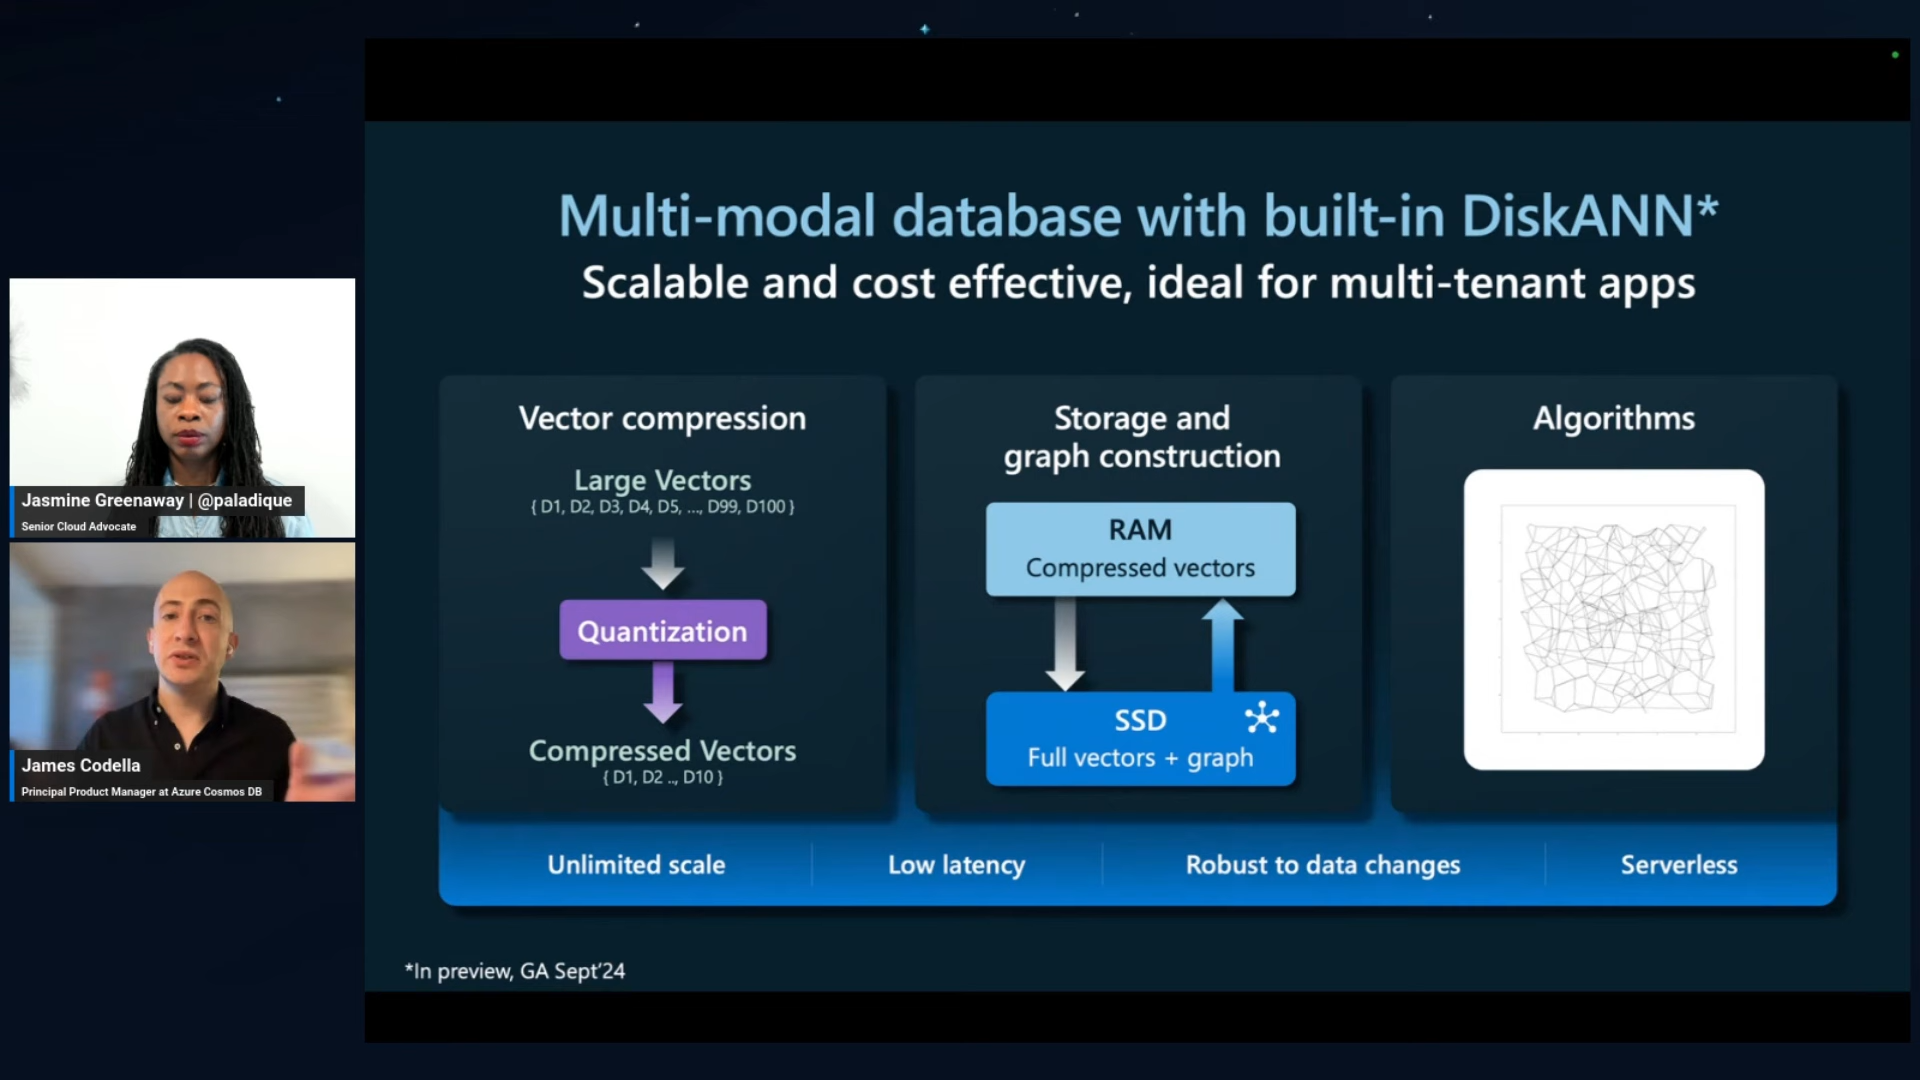 Multi-modal database with built-in DiskANN*
Scalable and cost effective, ideal for multi-tenant apps
Vector compression
Large Vectors
{ D1, D2, D3, D4, D5, ..., D99, D100 }
Quantization
Compressed Vectors
{ D1, D2 .., D10 }
Storage and
graph construction
RAM
Compressed vectors
SSD
Full vectors + graph
Algorithms
Unlimited scale
Low latency
Robust to data changes
Serverless
*In preview, GA Sept'24
Jasmine Greenaway | @paladique
Senior Cloud Advocate
James Codella
Principal Product Manager at Azure Cosmos DB